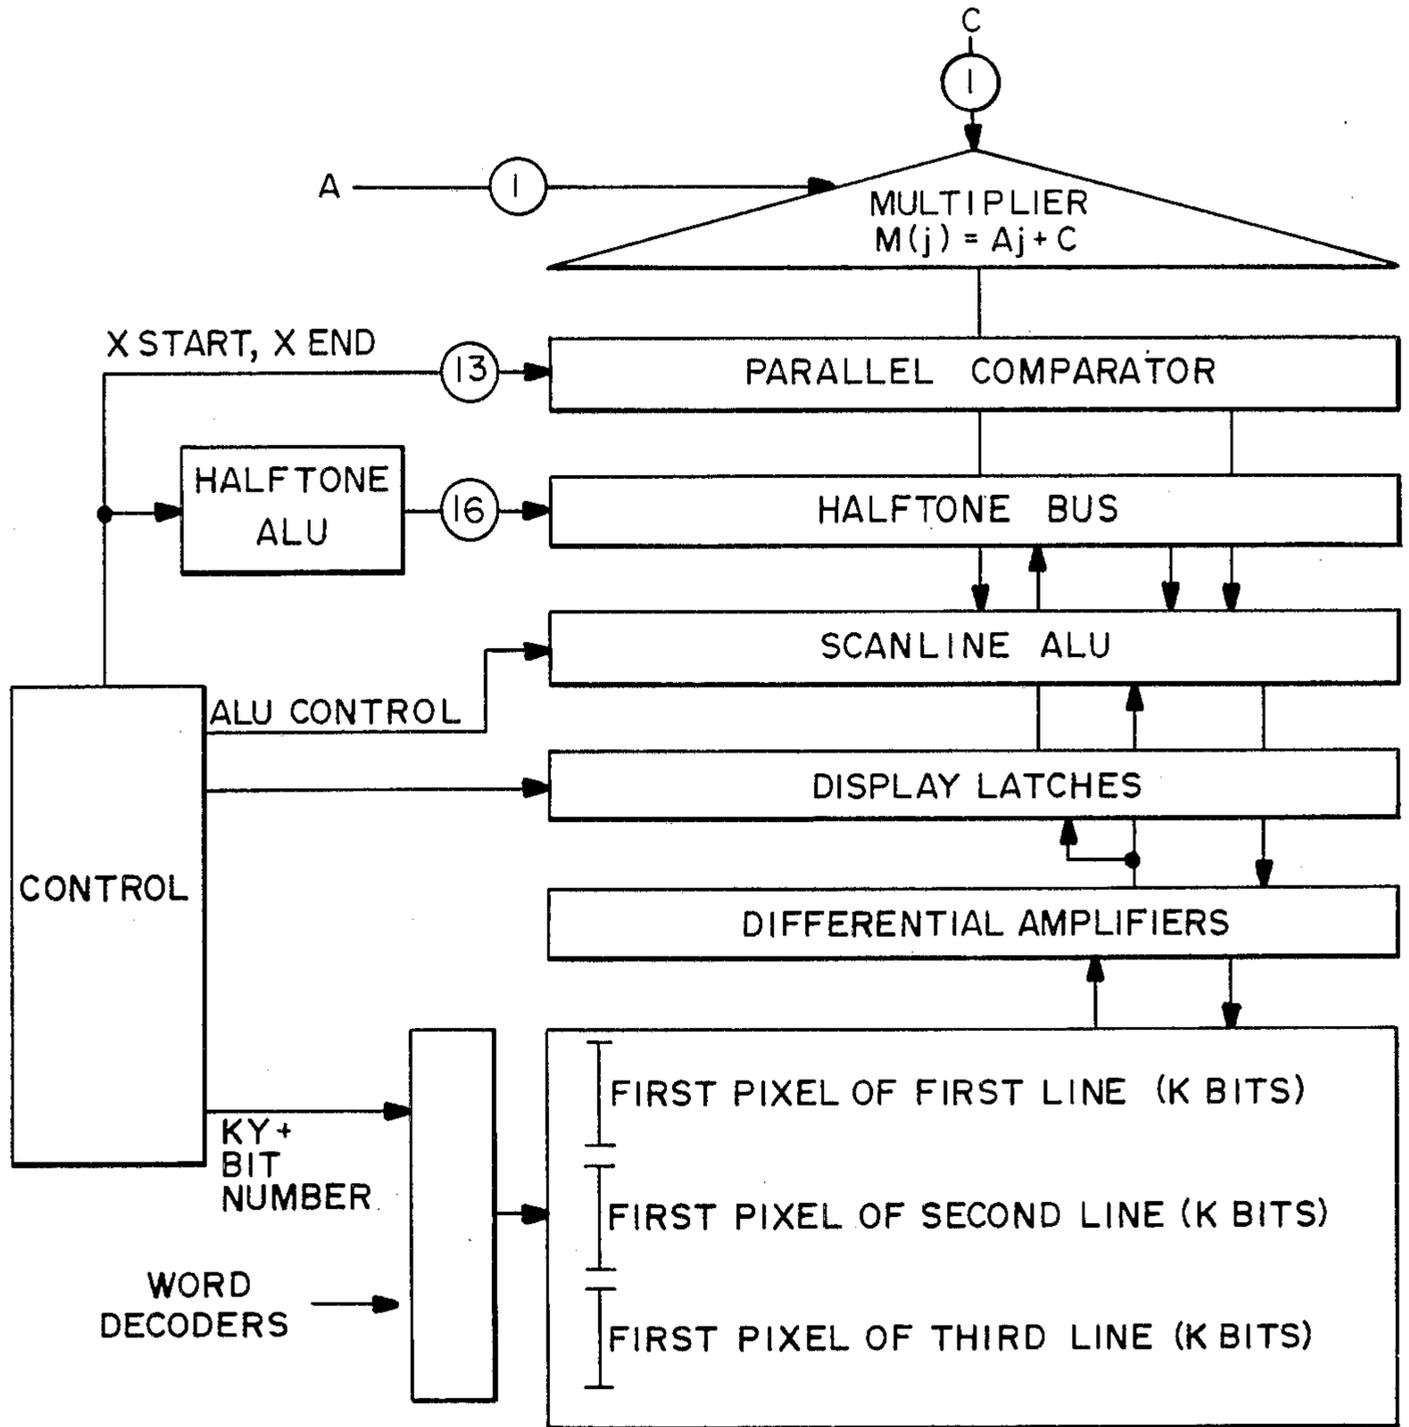 C
1
A
1
MULTIPLIER
M(j) = Aj + C
X START, X END
13
PARALLEL COMPARATOR
HALFTONE
ALU
16
HALFTONE BUS
SCANLINE ALU
ALU CONTROL
DISPLAY LATCHES
CONTROL
DIFFERENTIAL AMPLIFIERS
FIRST PIXEL OF FIRST LINE (K BITS)
KY +
BIT
NUMBER
FIRST PIXEL OF SECOND LINE (K BITS)
WORD
DECODERS
FIRST PIXEL OF THIRD LINE (K BITS)